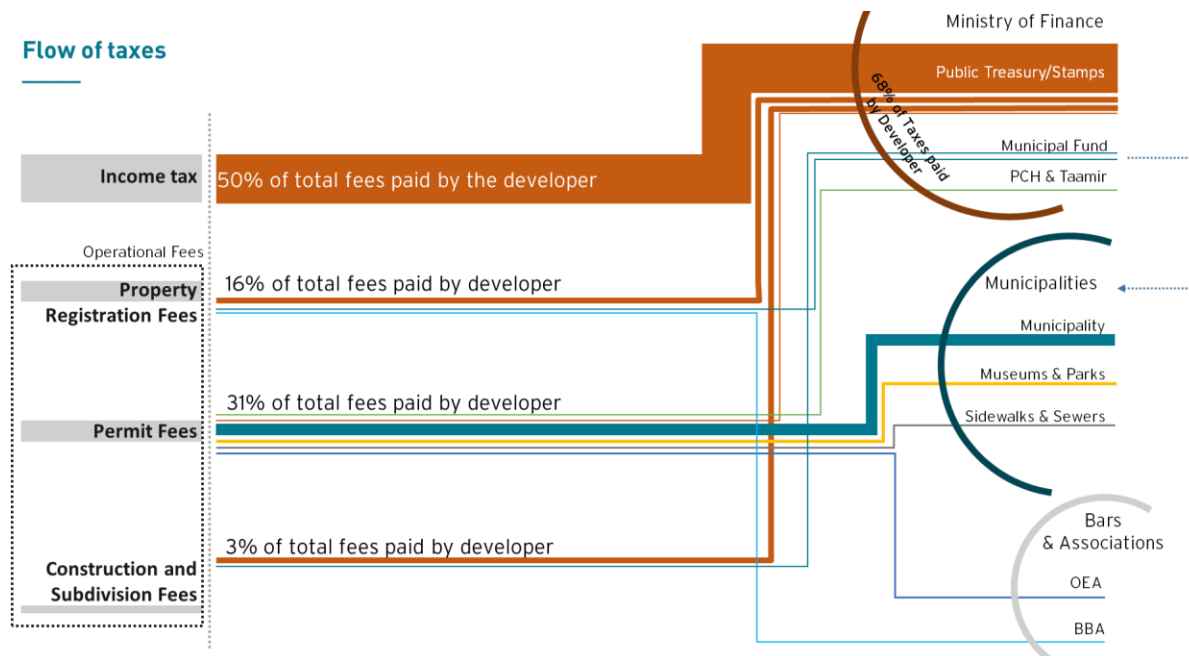 Flow of taxes
Ministry of Finance
Public Treasury/Stamps
68% of Taxes paid
by Developer
Municipal Fund
PCH & Taamir
Income tax
50% of total fees paid by the developer
Operational Fees
Property
Registration Fees
16% of total fees paid by developer
Municipalities
Municipality
Museums & Parks
Sidewalks & Sewers
31% of total fees paid by developer
Permit Fees
3% of total fees paid by developer
Construction and
Subdivision Fees
Bars
& Associations
OEA
BBA